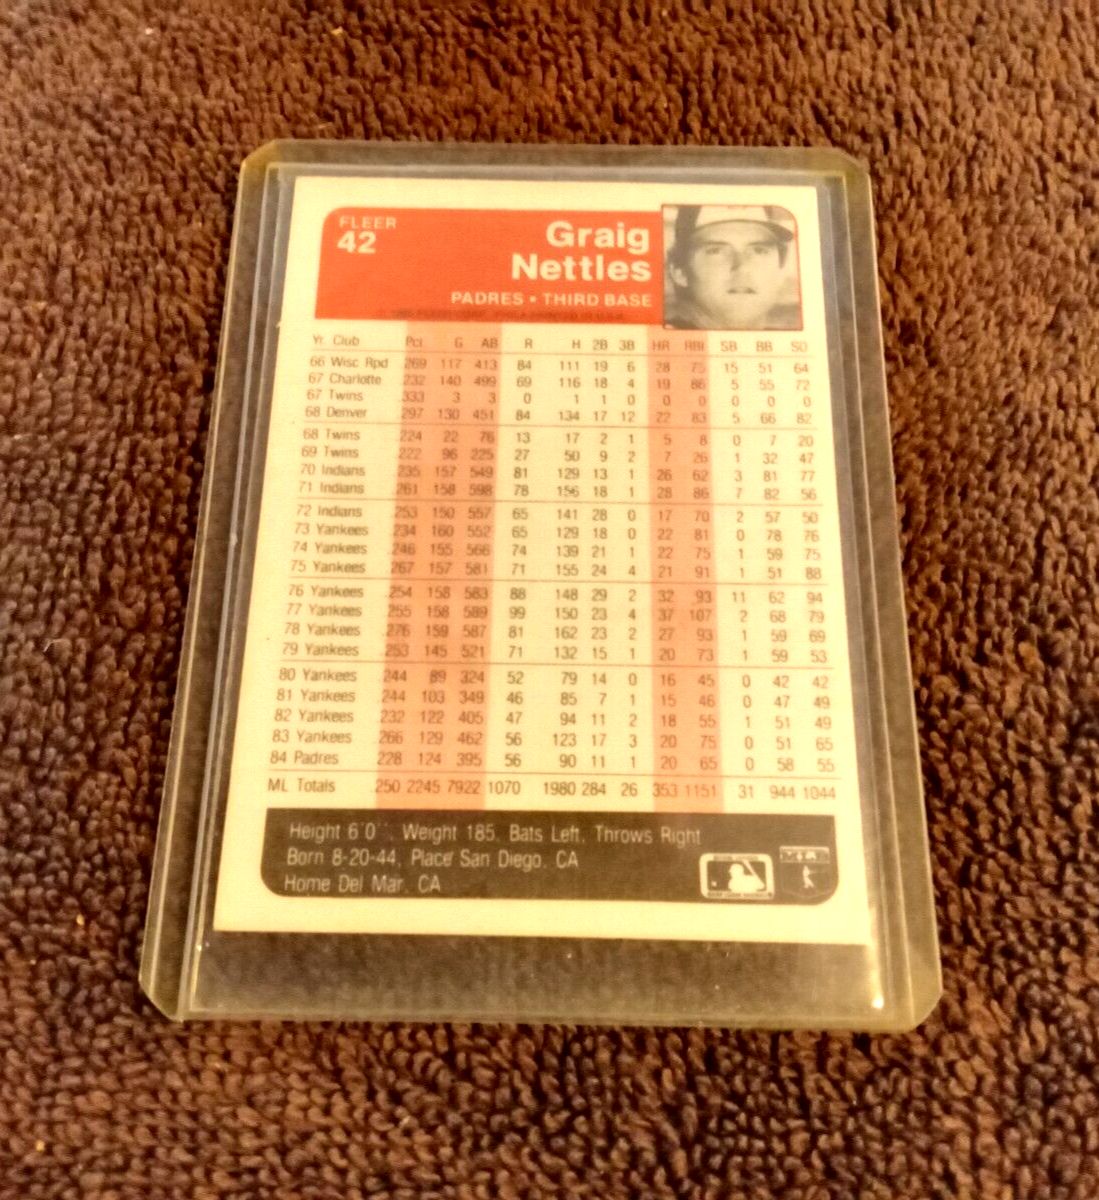 FLEER
42
Graig
Nettles
PADRES • THIRD BASE
Yr Club Pct G AB R H 2B 3B HR RBI SB BB SO
66 Wisc Rpd .269 117 413 84 111 19 6 28 75 15 51 64
67 Charlotte .232 140 499 69 116 18 4 19 86 5 55 72
67 Twins .333 3 3 0 1 1 0 0 0 0 0 0
68 Denver .297 130 451 84 134 17 12 22 83 5 66 82
68 Twins .224 22 76 13 17 2 1 5 8 0 7 20
69 Twins .222 96 225 27 50 9 2 7 26 1 32 47
70 Indians .235 157 549 81 129 13 1 26 62 3 81 77
71 Indians .261 158 598 78 156 18 1 28 86 7 82 56
72 Indians .253 150 557 65 141 28 0 17 70 2 57 50
73 Yankees .234 160 552 65 129 18 0 22 81 0 78 76
74 Yankees .246 155 566 74 139 21 1 22 75 1 59 75
75 Yankees .267 157 581 71 155 24 4 21 91 1 51 88
76 Yankees .254 158 583 88 148 29 2 32 93 11 62 94
77 Yankees .255 158 589 99 150 23 4 37 107 2 68 79
78 Yankees .276 159 587 81 162 23 2 27 93 1 59 69
79 Yankees .253 145 521 71 132 15 1 20 73 1 59 53
80 Yankees .244 89 324 52 79 14 0 16 45 0 42 42
81 Yankees .244 103 349 46 85 7 1 15 46 0 47 49
82 Yankees .232 122 405 47 94 11 2 18 55 1 51 49
83 Yankees .266 129 462 56 123 17 3 20 75 0 51 65
84 Padres .228 124 395 56 90 11 1 20 65 0 58 55
ML Totals .250 2245 7922 1070 1980 284 26 353 1151 31 944 1044
Height 6'0", Weight 185, Bats Left, Throws Right
Born 8-20-44, Place San Diego, CA
Home Del Mar, CA